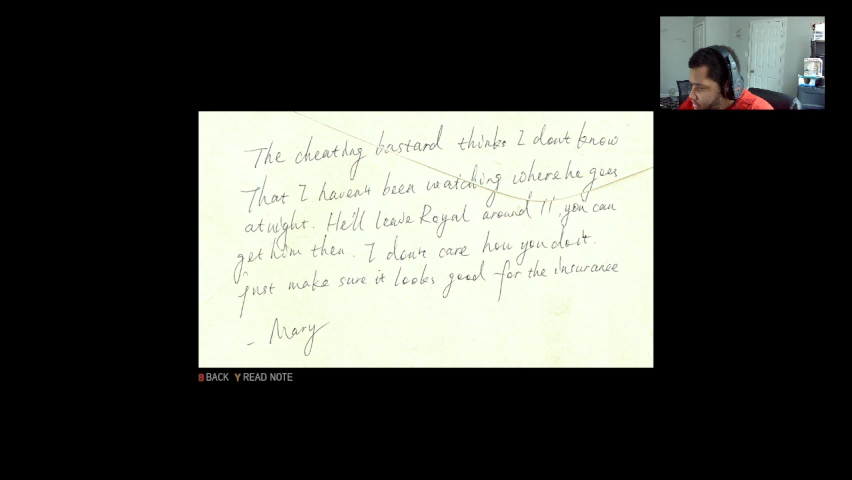 The cheating bastard thinks I dont know
That I havent been watching where he goes
at night. He'll leave Royal around 11, you can
get him then. I dont care how you do it.
Just make sure it looks good for the insurance
- Mary
B BACK Y READ NOTE